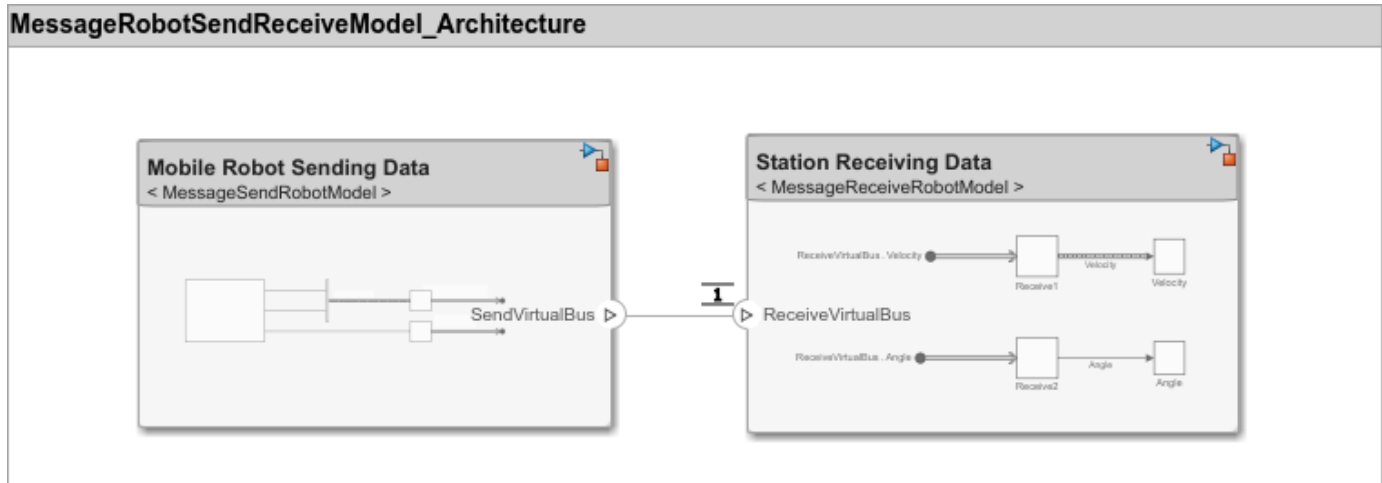 MessageRobotSendReceiveModel_Architecture
Mobile Robot Sending Data
< MessageSendRobotModel >
SendVirtualBus
1
Station Receiving Data
< MessageReceiveRobotModel >
ReceiveVirtualBus . Velocity
Receive1
Velocity
Velocity
ReceiveVirtualBus
ReceiveVirtualBus . Angle
Receive2
Angle
Angle